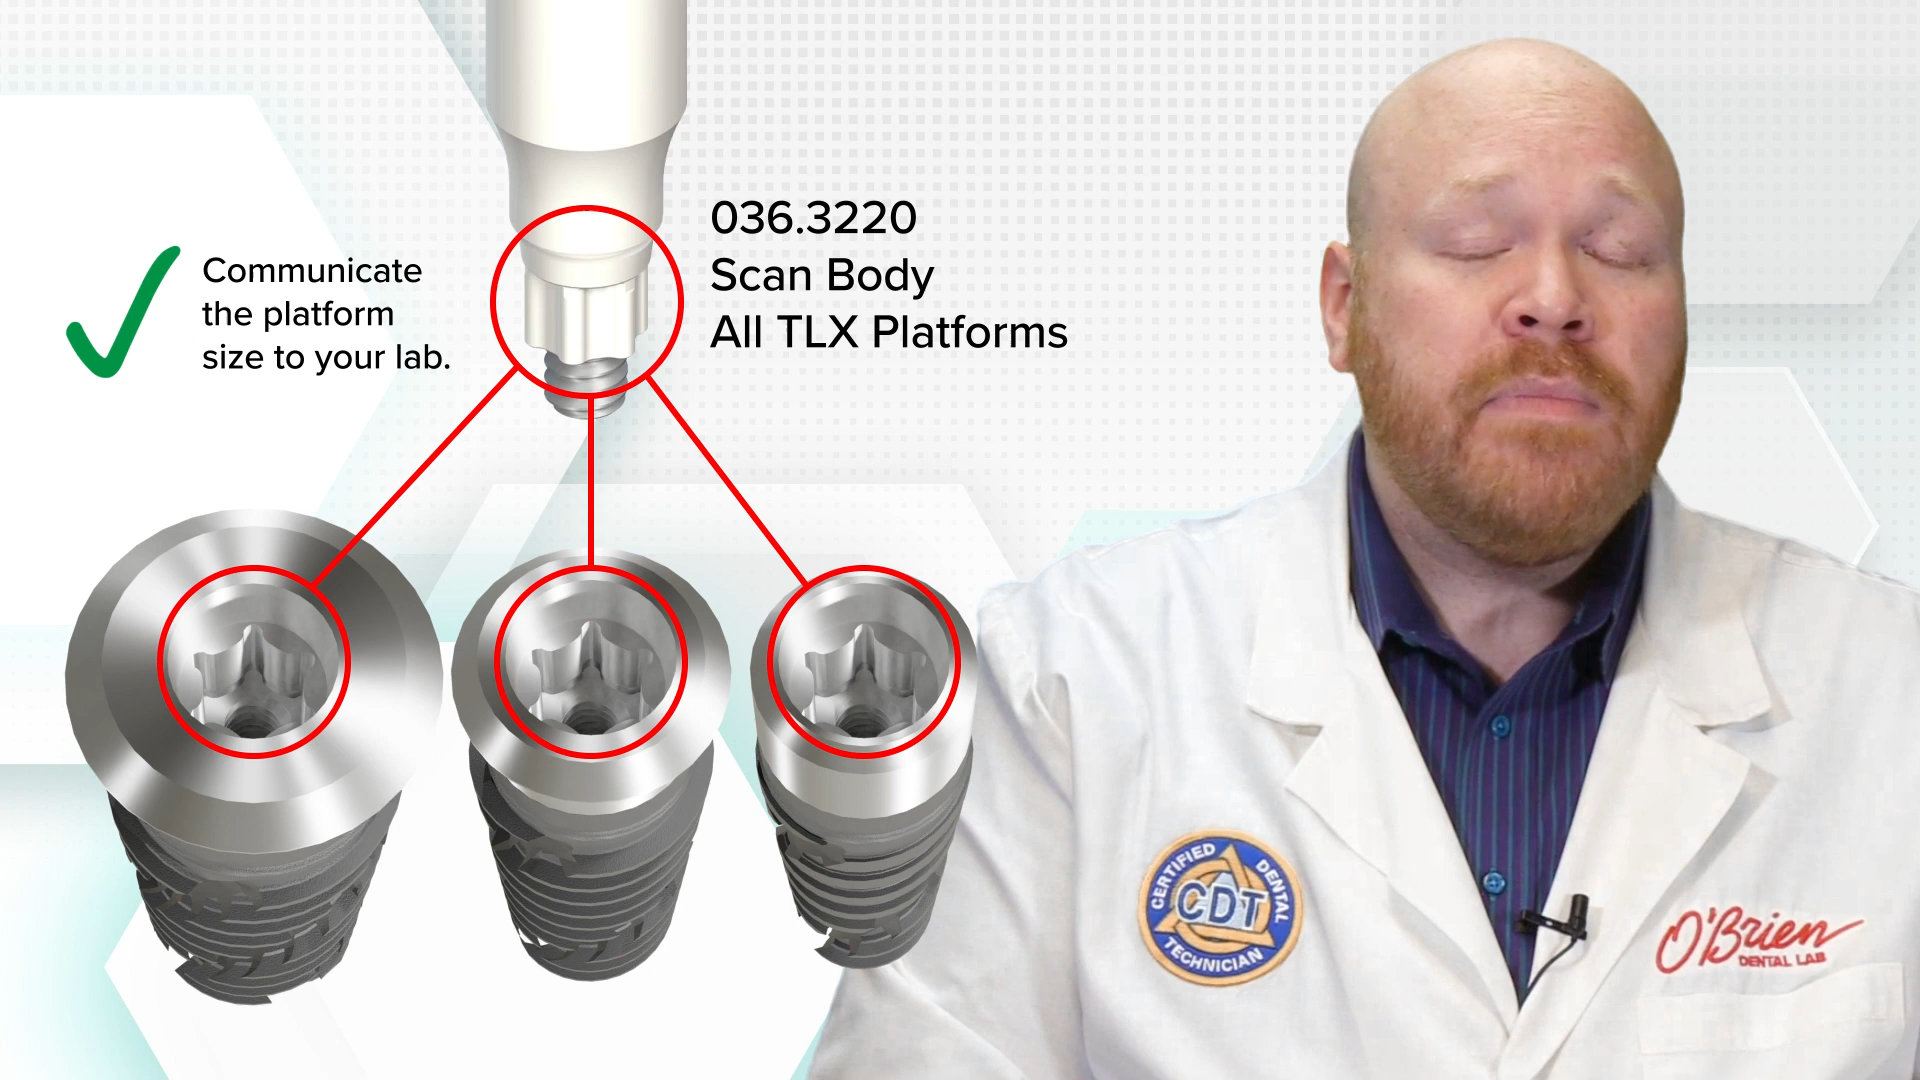 Communicate
the platform
size to your lab.
036.3220
Scan Body
All TLX Platforms
CERTIFIED DENTAL
CDT
TECHNICIAN
O'Brien
DENTAL LAB